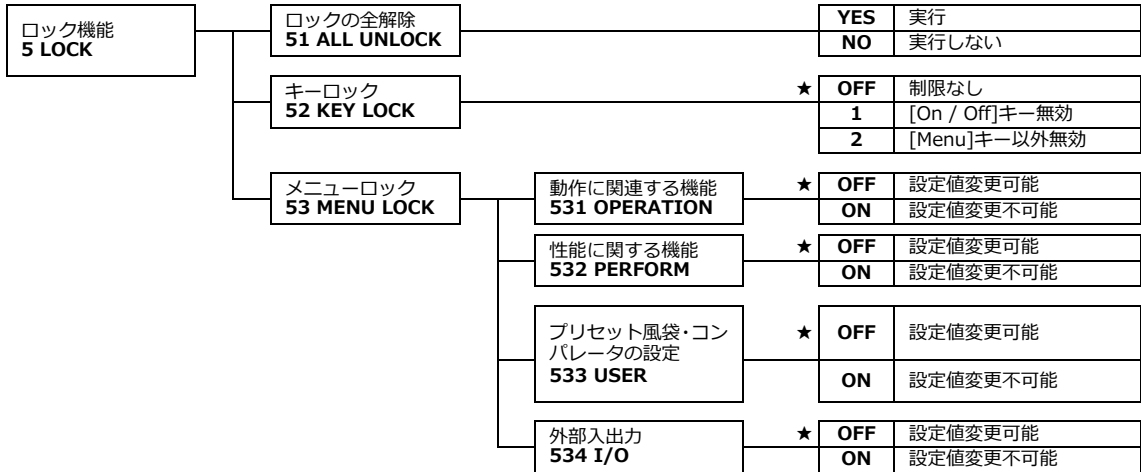 ロック機能
5 LOCK
ロックの全解除
51 ALL UNLOCK
YES 実行
NO 実行しない
キーロック
52 KEY LOCK
★ OFF 制限なし
1 [On / Off]キー無効
2 [Menu]キー以外無効
メニューロック
53 MENU LOCK
動作に関連する機能
531 OPERATION
★ OFF 設定値変更可能
ON 設定値変更不可能
性能に関する機能
532 PERFORM
★ OFF 設定値変更可能
ON 設定値変更不可能
プリセット風袋・コン
パレータの設定
533 USER
★ OFF 設定値変更可能
ON 設定値変更不可能
外部入出力
534 I/O
★ OFF 設定値変更可能
ON 設定値変更不可能